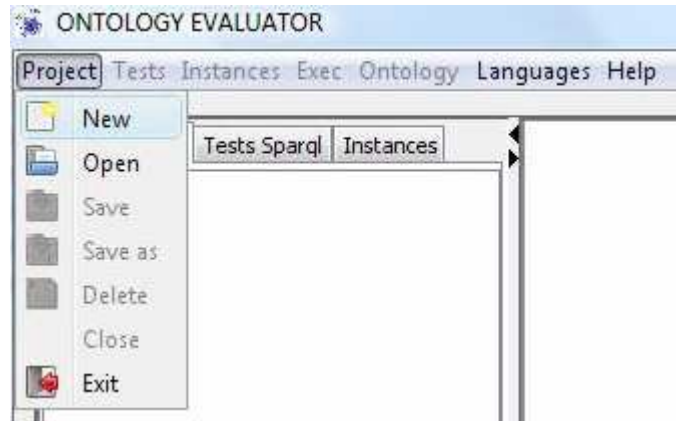 ONTOLOGY EVALUATOR
Project Tests Instances Exec Ontology Languages Help
New
Tests Sparql Instances
Open
Save
Save as
Delete
Close
Exit